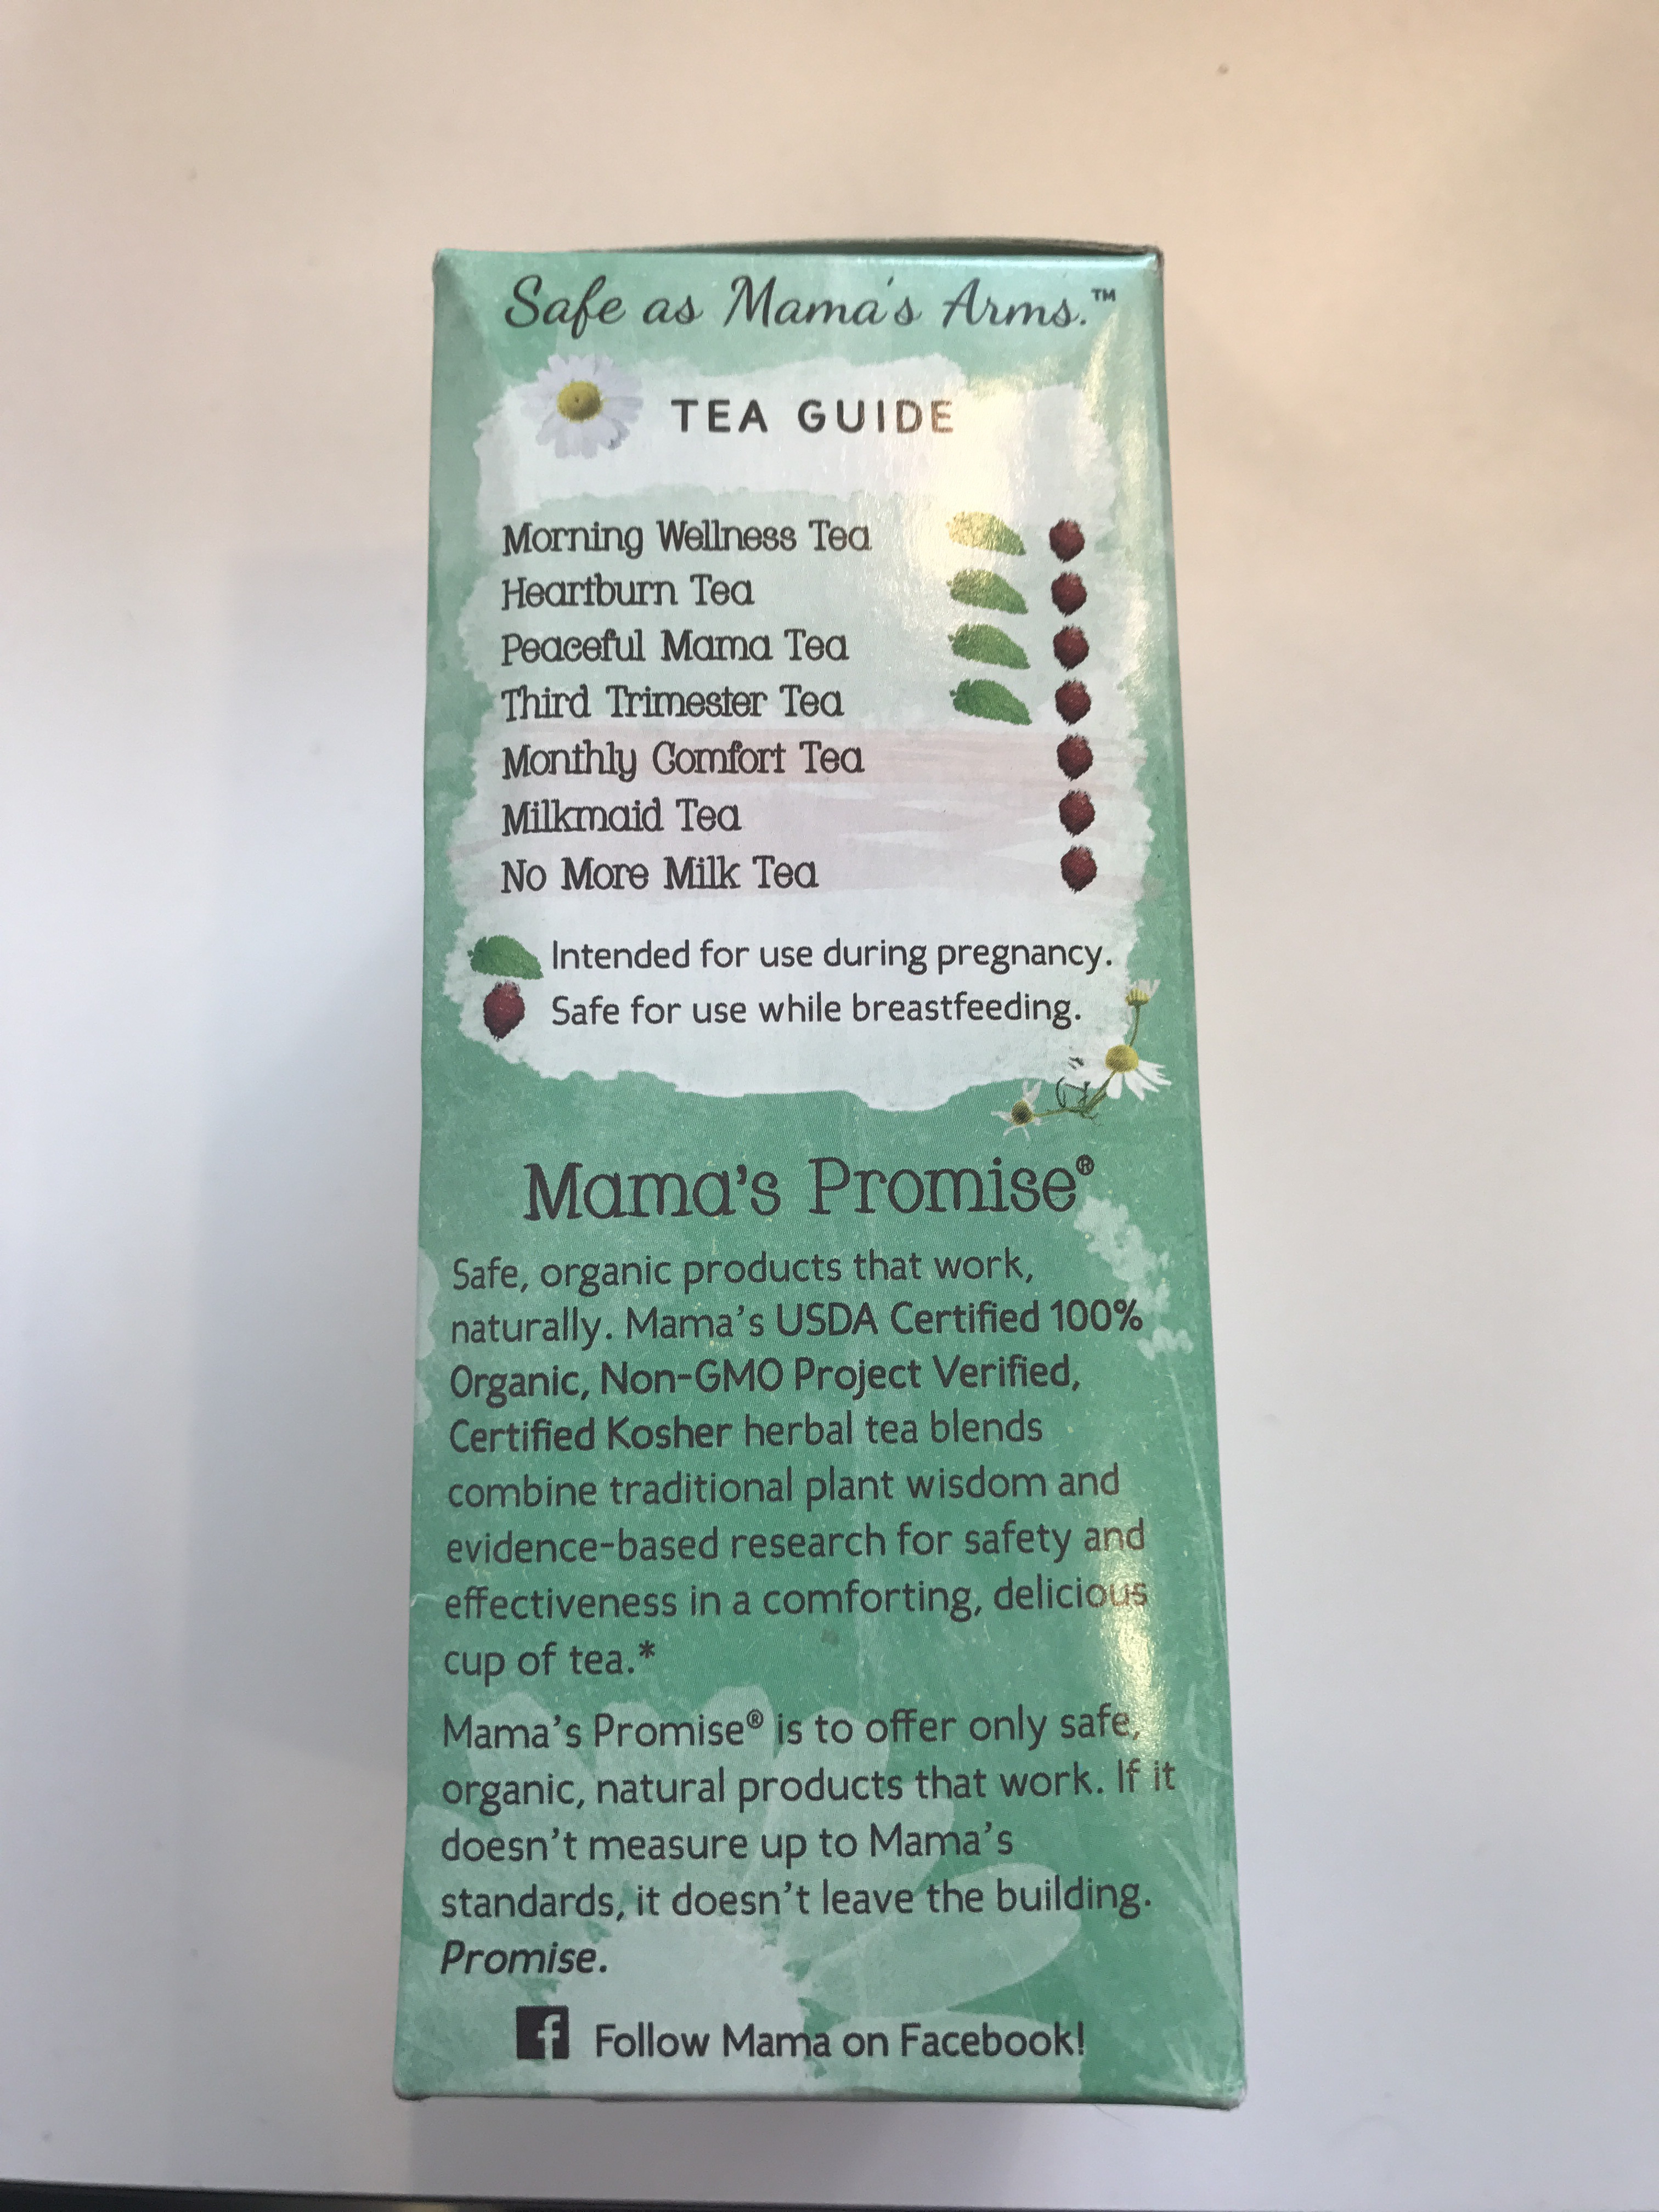 Safe as Mama's Arms.™
TEA GUIDE
Morning Wellness Tea
Heartburn Tea
Peaceful Mama Tea
Third Trimester Tea
Monthly Comfort Tea
Milkmaid Tea
No More Milk Tea
Intended for use during pregnancy.
Safe for use while breastfeeding.
Mama's Promise®
Safe, organic products that work,
naturally. Mama's USDA Certified 100%
Organic, Non-GMO Project Verified,
Certified Kosher herbal tea blends
combine traditional plant wisdom and
evidence-based research for safety and
effectiveness in a comforting, delicious
cup of tea.*
Mama's Promise® is to offer only safe,
organic, natural products that work. If it
doesn't measure up to Mama's
standards, it doesn't leave the building.
Promise.
f Follow Mama on Facebook!